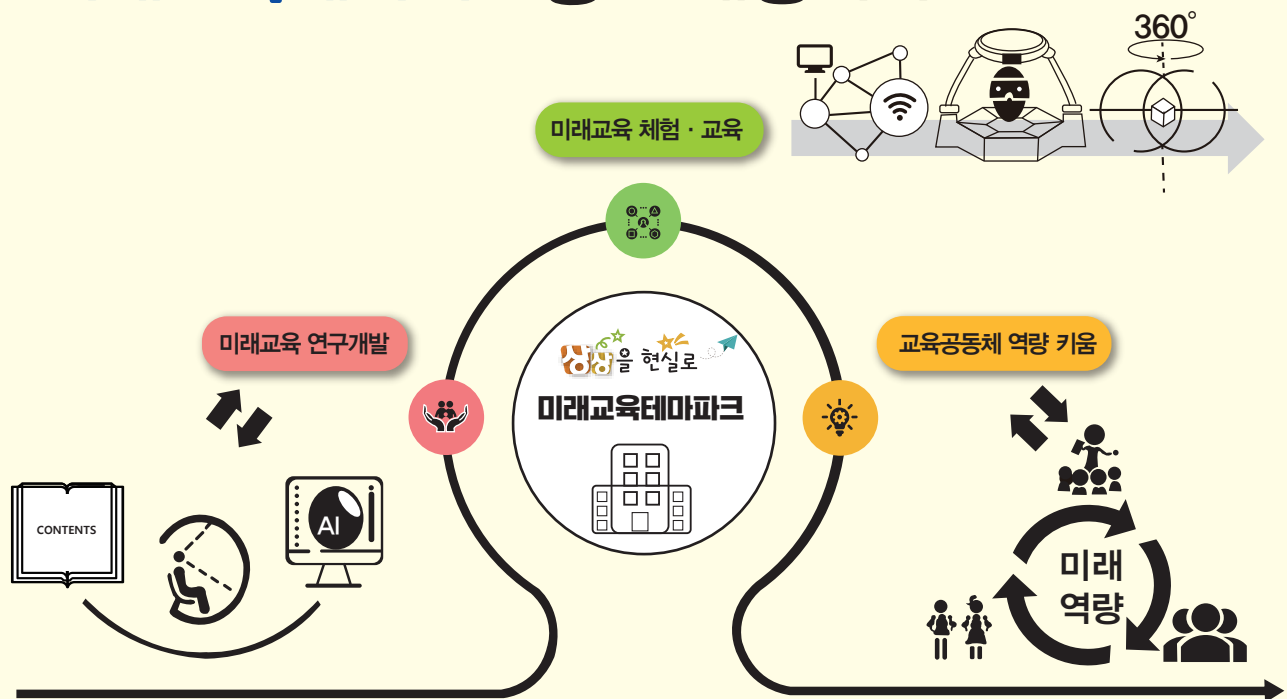 360°
미래교육 체험 · 교육
미래교육 연구개발
교육공동체 역량 키움
상상을 현실로
미래교육테마파크
CONTENTS
AI
미래
역량